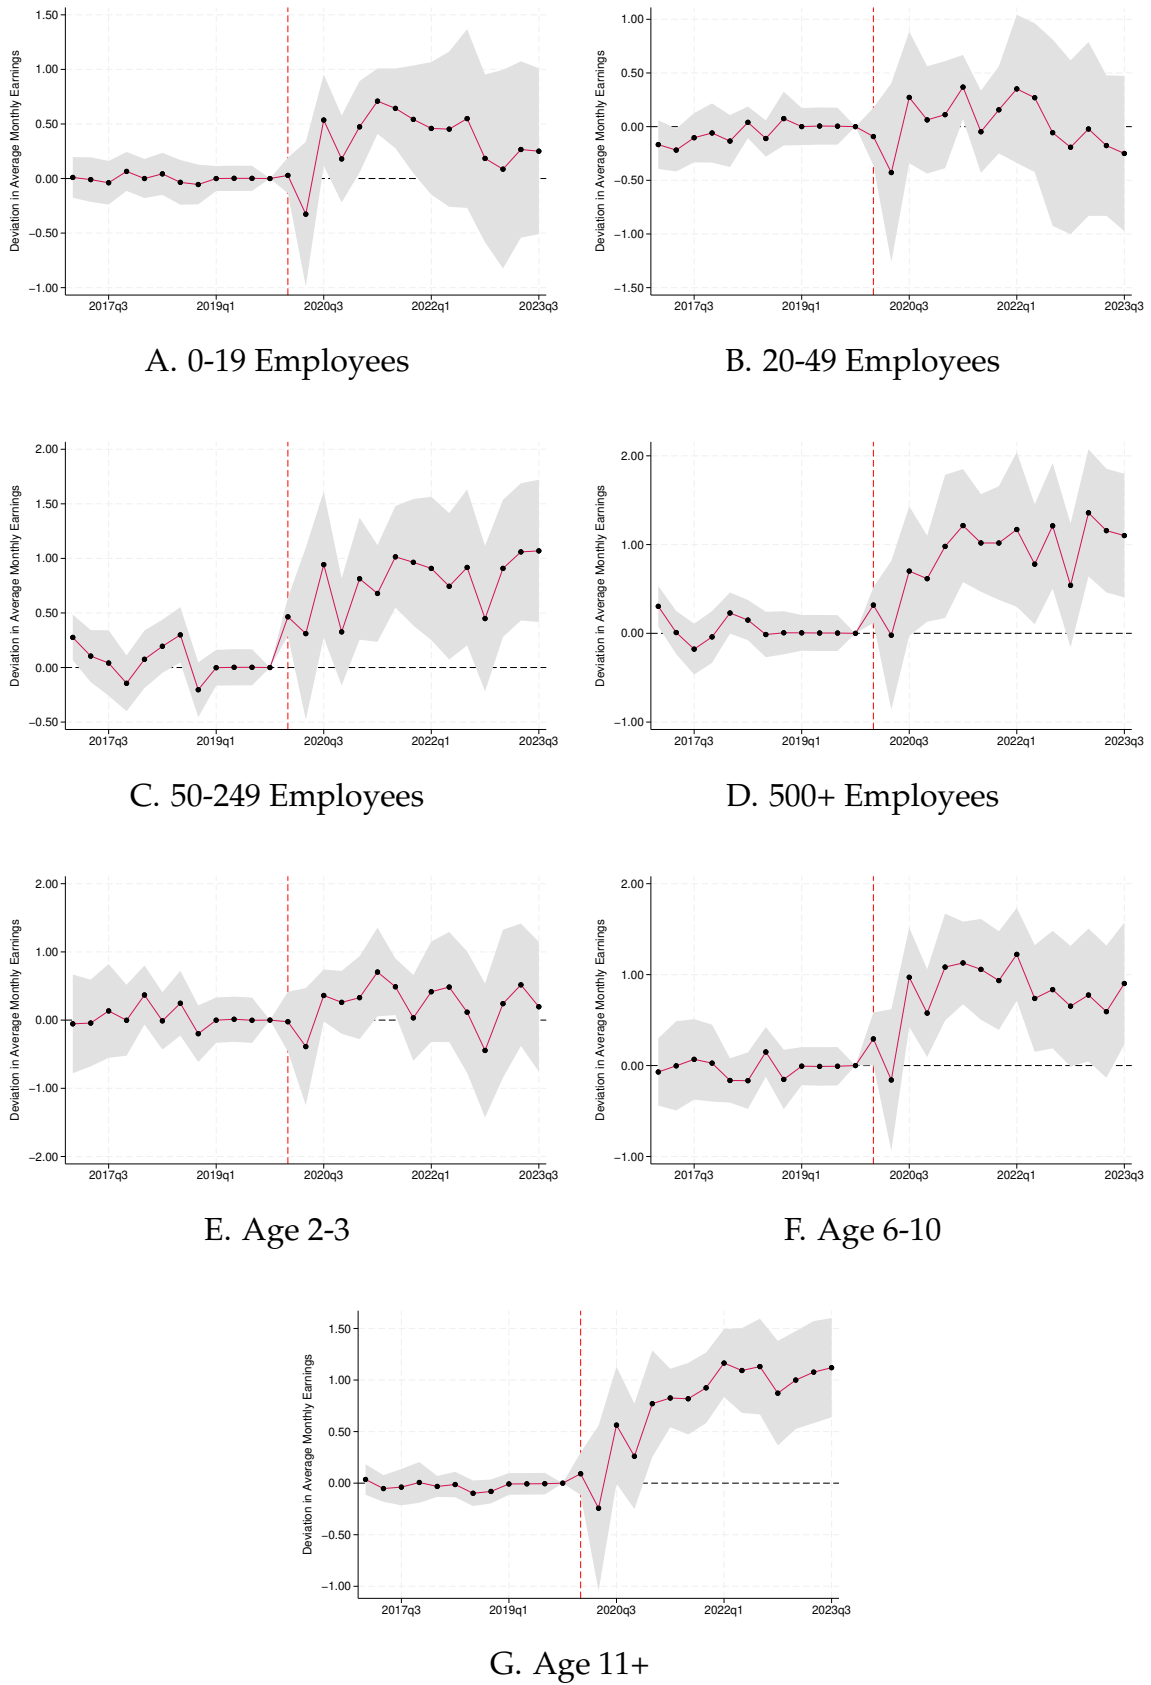 Deviation in Average Monthly Earnings
1.50
1.00
0.50
0.00
−0.50
−1.00
2017q3 2019q1 2020q3 2022q1 2023q3
A. 0-19 Employees
Deviation in Average Monthly Earnings
1.00
0.50
0.00
−0.50
−1.00
−1.50
2017q3 2019q1 2020q3 2022q1 2023q3
B. 20-49 Employees
Deviation in Average Monthly Earnings
2.00
1.50
1.00
0.50
0.00
−0.50
2017q3 2019q1 2020q3 2022q1 2023q3
C. 50-249 Employees
Deviation in Average Monthly Earnings
2.00
1.00
0.00
−1.00
2017q3 2019q1 2020q3 2022q1 2023q3
D. 500+ Employees
Deviation in Average Monthly Earnings
2.00
1.00
0.00
−1.00
−2.00
2017q3 2019q1 2020q3 2022q1 2023q3
E. Age 2-3
Deviation in Average Monthly Earnings
2.00
1.00
0.00
−1.00
2017q3 2019q1 2020q3 2022q1 2023q3
F. Age 6-10
Deviation in Average Monthly Earnings
1.50
1.00
0.50
0.00
−0.50
−1.00
2017q3 2019q1 2020q3 2022q1 2023q3
G. Age 11+